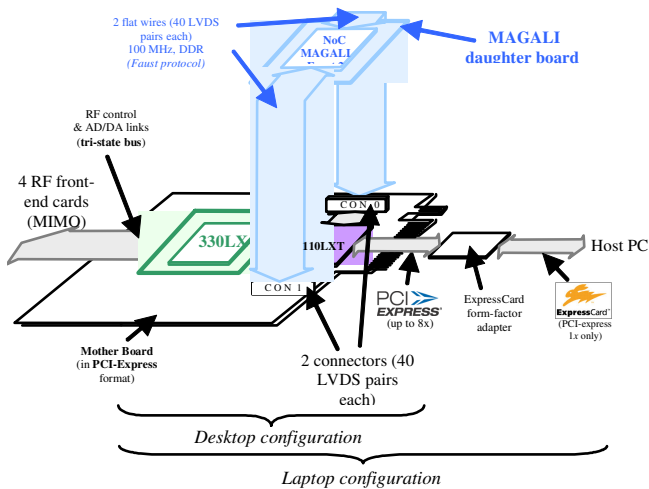 2 flat wires (40 LVDS
pairs each)
100 MHz, DDR
(Faust protocol)
NoC
MAGALI
MAGALI
daughter board
RF control
& AD/DA links
(tri-state bus)
4 RF front-
end cards
(MIMO)
330LX
110LXT
CON 0
CON 1
Host PC
PCI
EXPRESS®
(up to 8x)
ExpressCard
form-factor
adapter
ExpressCard™
(PCI-express
1x only)
Mother Board
(in PCI-Express
format)
2 connectors (40
LVDS pairs
each)
Desktop configuration
Laptop configuration